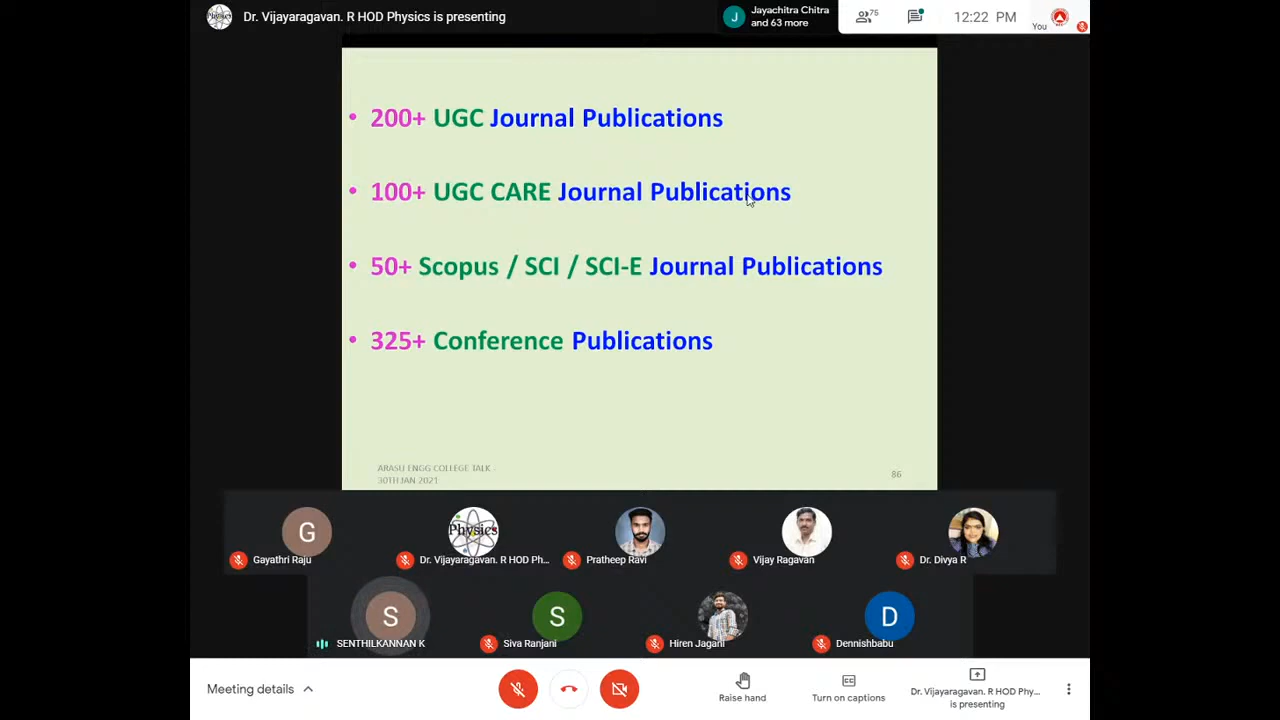 Dr. Vijayaragavan. R HOD Physics is presenting
J
Jayachitra Chitra
and 63 more
75
12:22 PM
You
• 200+ UGC Journal Publications
• 100+ UGC CARE Journal Publications
• 50+ Scopus / SCI / SCI-E Journal Publications
• 325+ Conference Publications
ARASU ENGG COLLEGE TALK -
30TH JAN 2021
86
G
Physics
Gayathri Raju
Dr. Vijayaragavan. R HOD Ph...
Pratheep Ravi
Vijay Ragavan
Dr. Divya R
S
S
D
SENTHILKANNAN K
Siva Ranjani
Hiren Jagani
Dennishbabu
Meeting details
Raise hand
CC
Turn on captions
Dr. Vijayaragavan. R HOD Phy...
is presenting